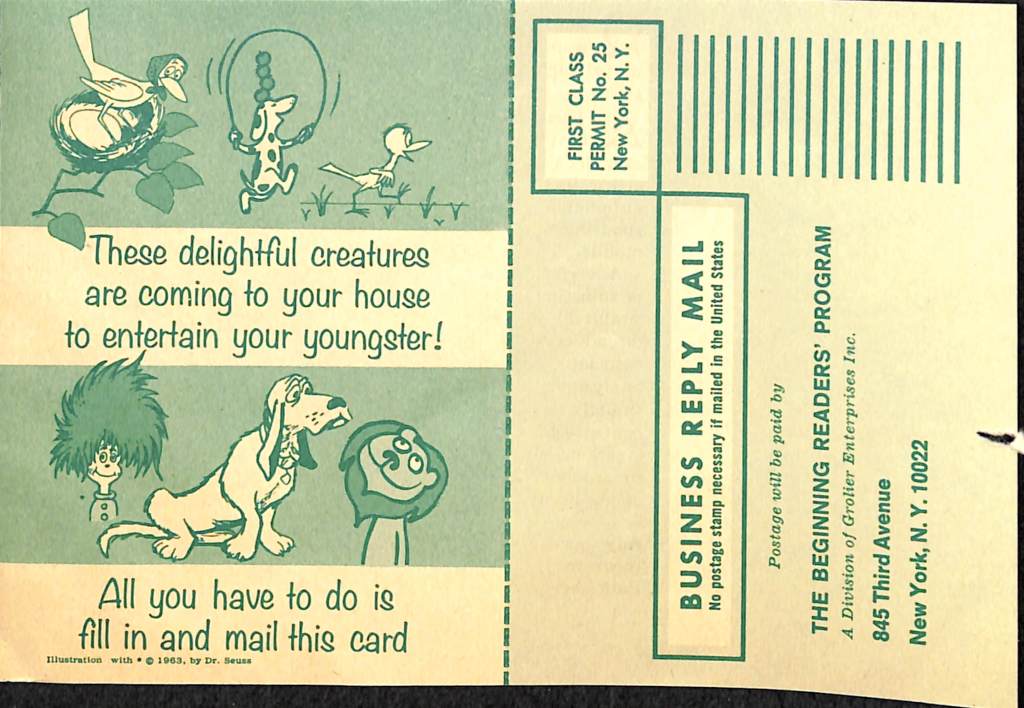 These delightful creatures
are coming to your house
to entertain your youngster!
All you have to do is
fill in and mail this card
Illustration with • © 1963, by Dr. Seuss
FIRST CLASS
PERMIT No. 25
New York, N. Y.
BUSINESS REPLY MAIL
No postage stamp necessary if mailed in the United States
Postage will be paid by
THE BEGINNING READERS' PROGRAM
A Division of Grolier Enterprises Inc.
845 Third Avenue
New York, N. Y. 10022